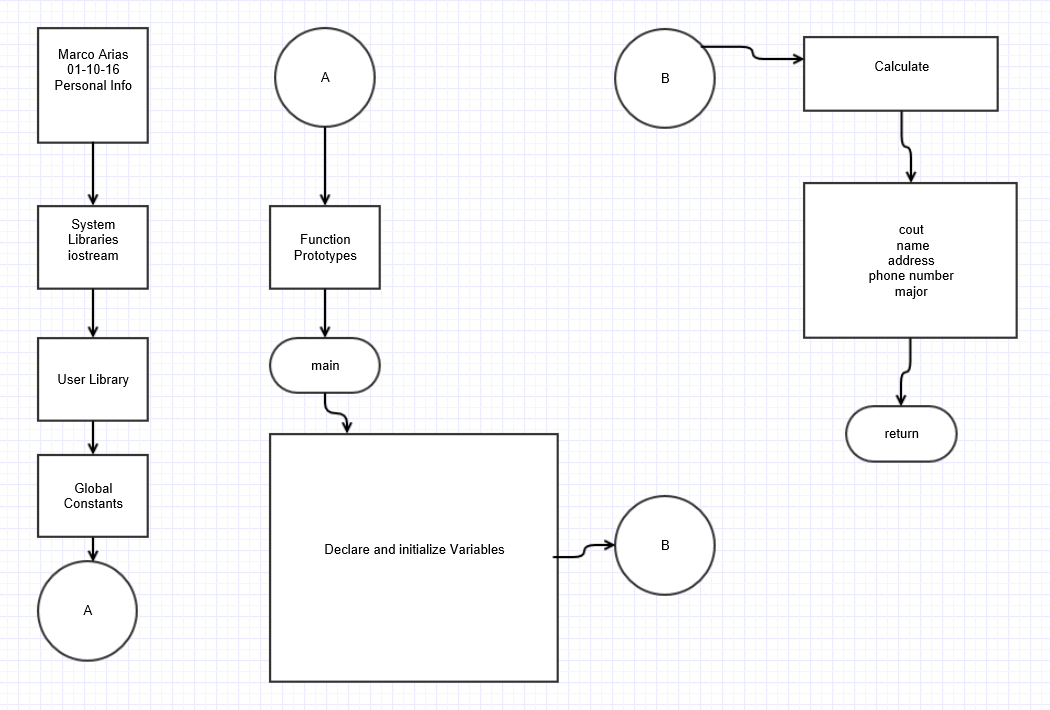 Marco Arias
01-10-16
Personal Info
System
Libraries
iostream
User Library
Global
Constants
A
A
Function
Prototypes
main
Declare and initialize Variables
B
B
Calculate
cout
name
address
phone number
major
return